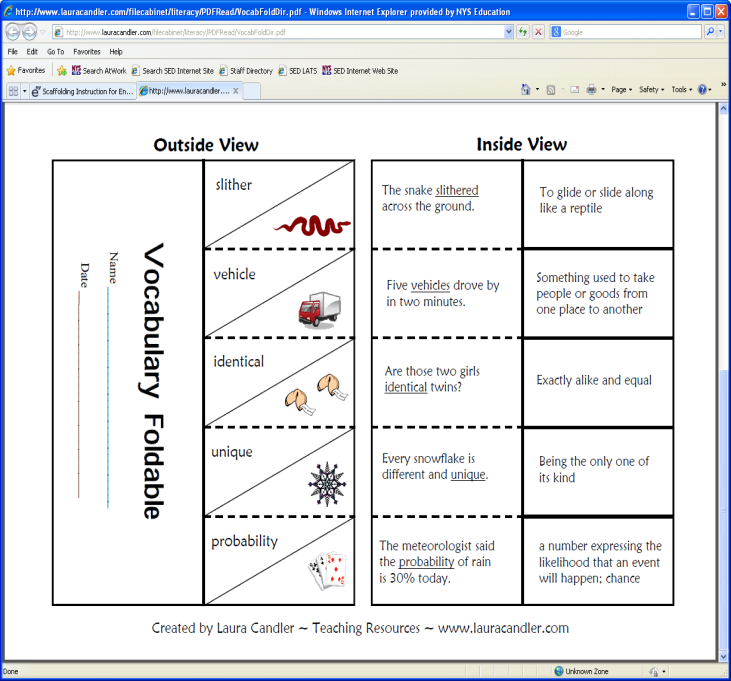 http://www.lauracandler.com/filecabinet/literacy/PDFRead/VocabFoldDir.pdf - Windows Internet Explorer provided by NYS Education
http://www.lauracandler.com/filecabinet/literacy/PDFRead/VocabFoldDir.pdf
Google
File Edit Go To Favorites Help
Favorites Search AtWork Search SED Internet Site Staff Directory SED LATS SED Internet Web Site
Scaffolding Instruction for En... http://www.lauracandler.... X Page Safety Tools
Outside View
Vocabulary Foldable
Name
Date
slither
vehicle
identical
unique
probability
Inside View
The snake slithered
across the ground.
To glide or slide along
like a reptile
Five vehicles drove by
in two minutes.
Something used to take
people or goods from
one place to another
Are those two girls
identical twins?
Exactly alike and equal
Every snowflake is
different and unique.
Being the only one of
its kind
The meteorologist said
the probability of rain
is 30% today.
a number expressing the
likelihood that an event
will happen; chance
Created by Laura Candler ~ Teaching Resources ~ www.lauracandler.com
Done Unknown Zone